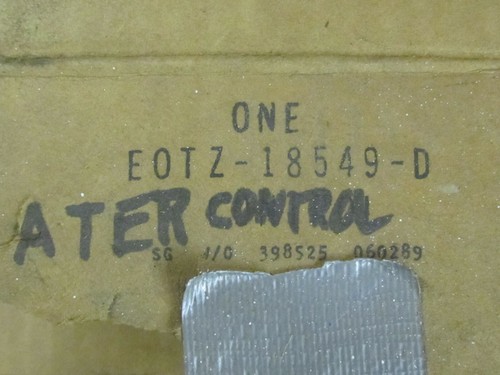 ONE
EOTZ-18549-D
ATER CONTROL
SG I/O 398525 060289